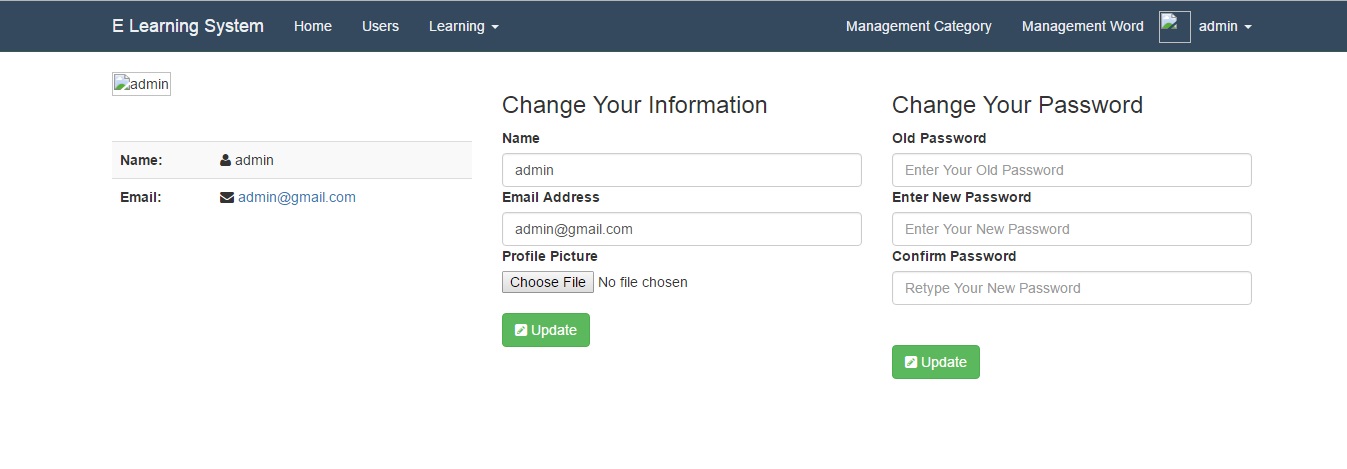 E Learning System Home Users Learning Management Category Management Word admin
admin
Name: admin
Email: admin@gmail.com
Change Your Information
Name
admin
Email Address
admin@gmail.com
Profile Picture
Choose File No file chosen
Update
Change Your Password
Old Password
Enter Your Old Password
Enter New Password
Enter Your New Password
Confirm Password
Retype Your New Password
Update